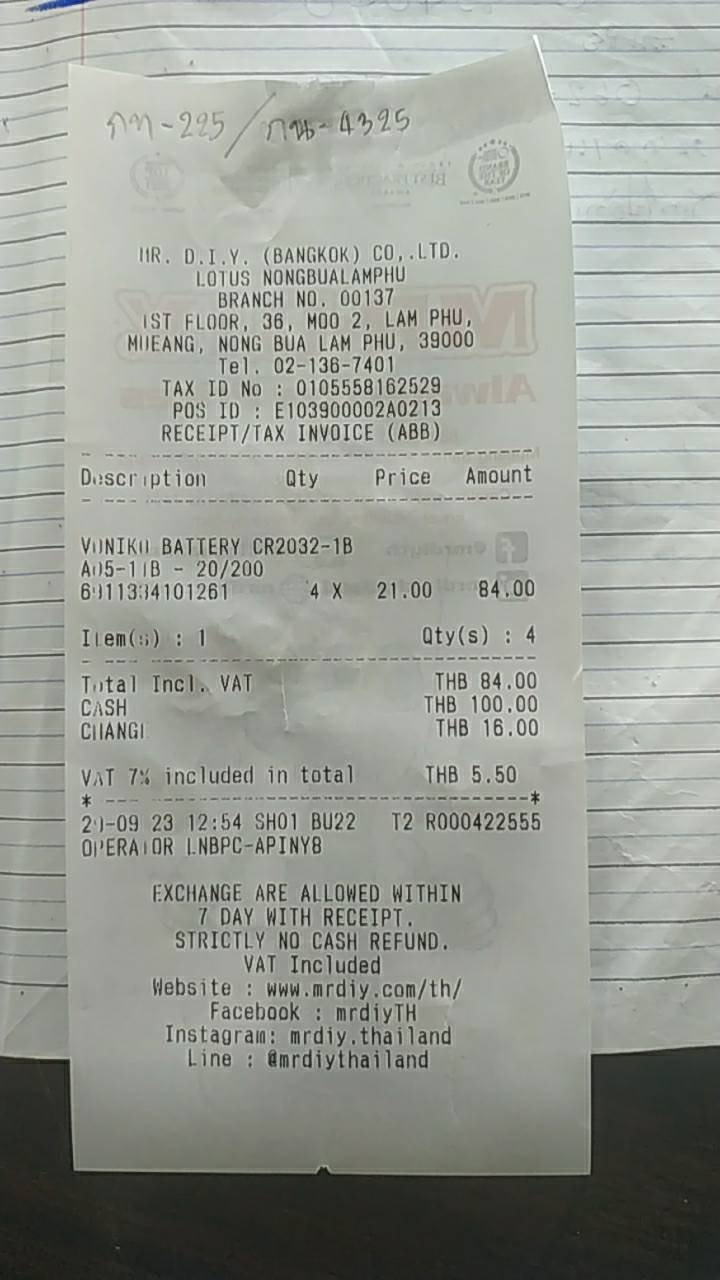 กท-225 / กน-4325
MR. D.I.Y. (BANGKOK) CO,.LTD.
LOTUS NONGBUALAMPHU
BRANCH NO. 00137
1ST FLOOR, 36, MOO 2, LAM PHU,
MUEANG, NONG BUA LAM PHU, 39000
Tel. 02-136-7401
TAX ID No : 0105558162529
POS ID : E103900002A0213
RECEIPT/TAX INVOICE (ABB)
Description Qty Price Amount
VONIKO BATTERY CR2032-1B
A05-11B - 20/200
6911334101261 4 X 21.00 84.00
Item(s) : 1 Qty(s) : 4
Total Incl. VAT THB 84.00
CASH THB 100.00
CHANGE THB 16.00
VAT 7% included in total THB 5.50
* ---*
09 23 12:54 SH01 BU22 T2 R000422555
OPERATOR LNBPC-APINYB
EXCHANGE ARE ALLOWED WITHIN
7 DAY WITH RECEIPT.
STRICTLY NO CASH REFUND.
VAT Included
Website : www.mrdiy.com/th/
Facebook : mrdiyTH
Instagram: mrdiy.thailand
Line : @mrdiythailand